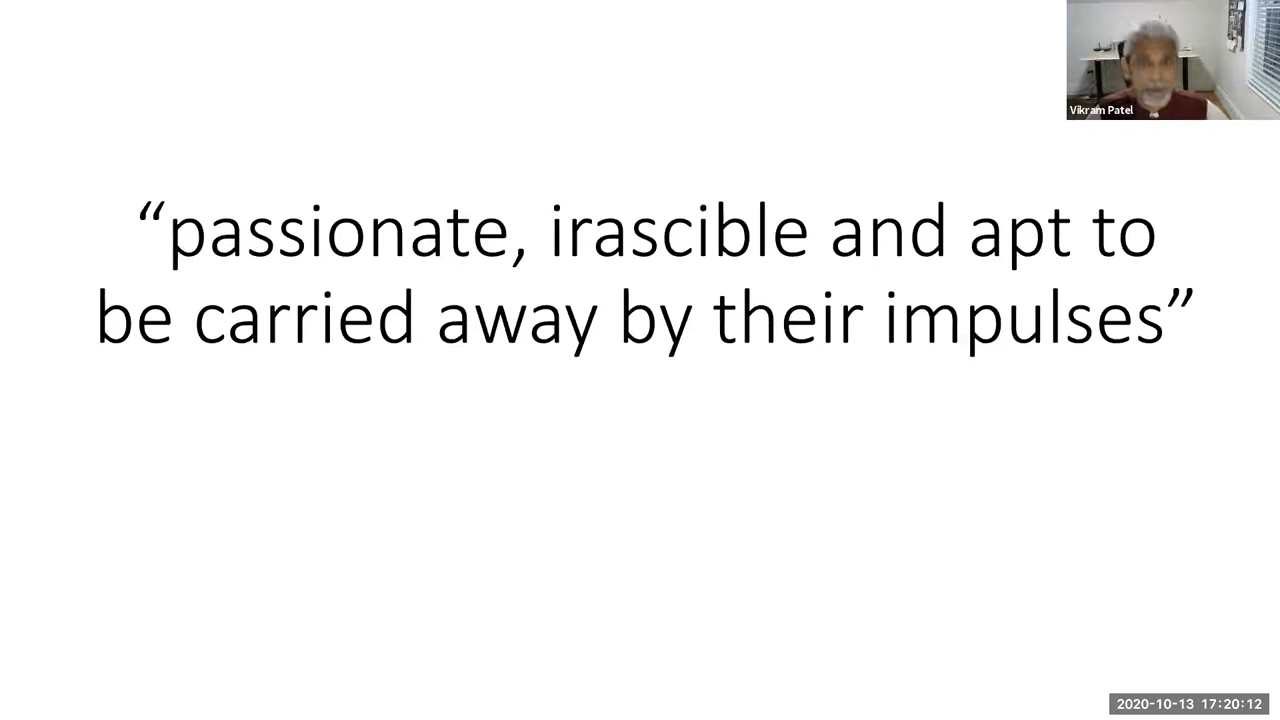 Vikram Patel
“passionate, irascible and apt to
be carried away by their impulses”
2020-10-13 17:20:12